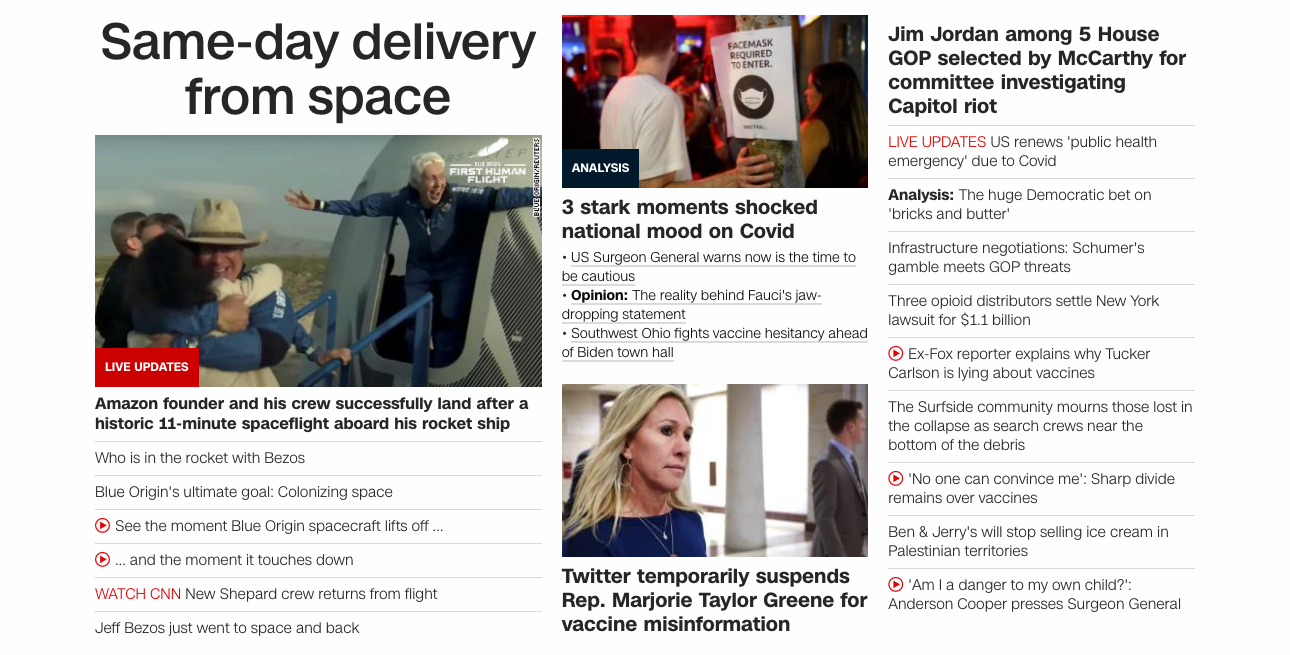 Same-day delivery
from space
BLUE ORIGIN/REUTERS
FIRST HUMAN
FLIGHT
LIVE UPDATES
Amazon founder and his crew successfully land after a
historic 11-minute spaceflight aboard his rocket ship
Who is in the rocket with Bezos
Blue Origin's ultimate goal: Colonizing space
See the moment Blue Origin spacecraft lifts off ...
... and the moment it touches down
WATCH CNN New Shepard crew returns from flight
Jeff Bezos just went to space and back
FACEMASK
REQUIRED
TO ENTER.
ANALYSIS
3 stark moments shocked
national mood on Covid
• US Surgeon General warns now is the time to
be cautious
• Opinion: The reality behind Fauci's jaw-
dropping statement
• Southwest Ohio fights vaccine hesitancy ahead
of Biden town hall
Twitter temporarily suspends
Rep. Marjorie Taylor Greene for
vaccine misinformation
Jim Jordan among 5 House
GOP selected by McCarthy for
committee investigating
Capitol riot
LIVE UPDATES US renews 'public health
emergency' due to Covid
Analysis: The huge Democratic bet on
'bricks and butter'
Infrastructure negotiations: Schumer's
gamble meets GOP threats
Three opioid distributors settle New York
lawsuit for $1.1 billion
Ex-Fox reporter explains why Tucker
Carlson is lying about vaccines
The Surfside community mourns those lost in
the collapse as search crews near the
bottom of the debris
'No one can convince me': Sharp divide
remains over vaccines
Ben & Jerry's will stop selling ice cream in
Palestinian territories
'Am I a danger to my own child?':
Anderson Cooper presses Surgeon General